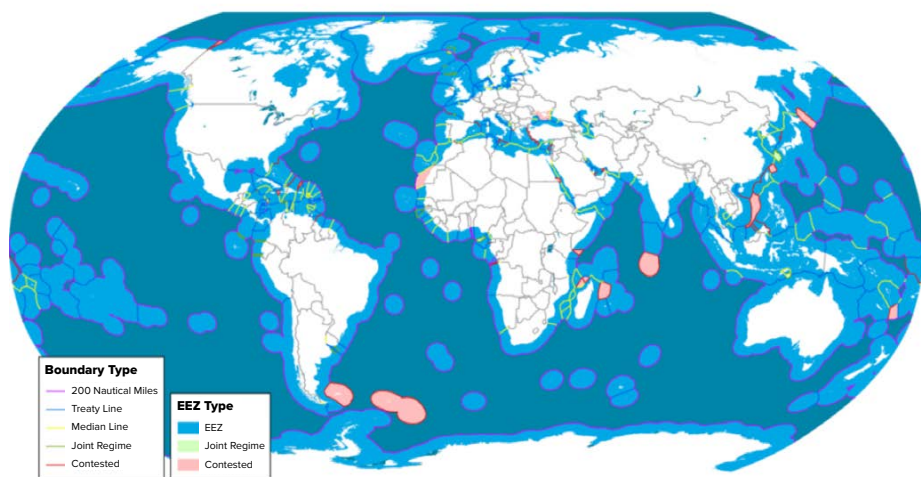 Boundary Type
200 Nautical Miles
Treaty Line
Median Line
Joint Regime
Contested
EEZ Type
EEZ
Joint Regime
Contested